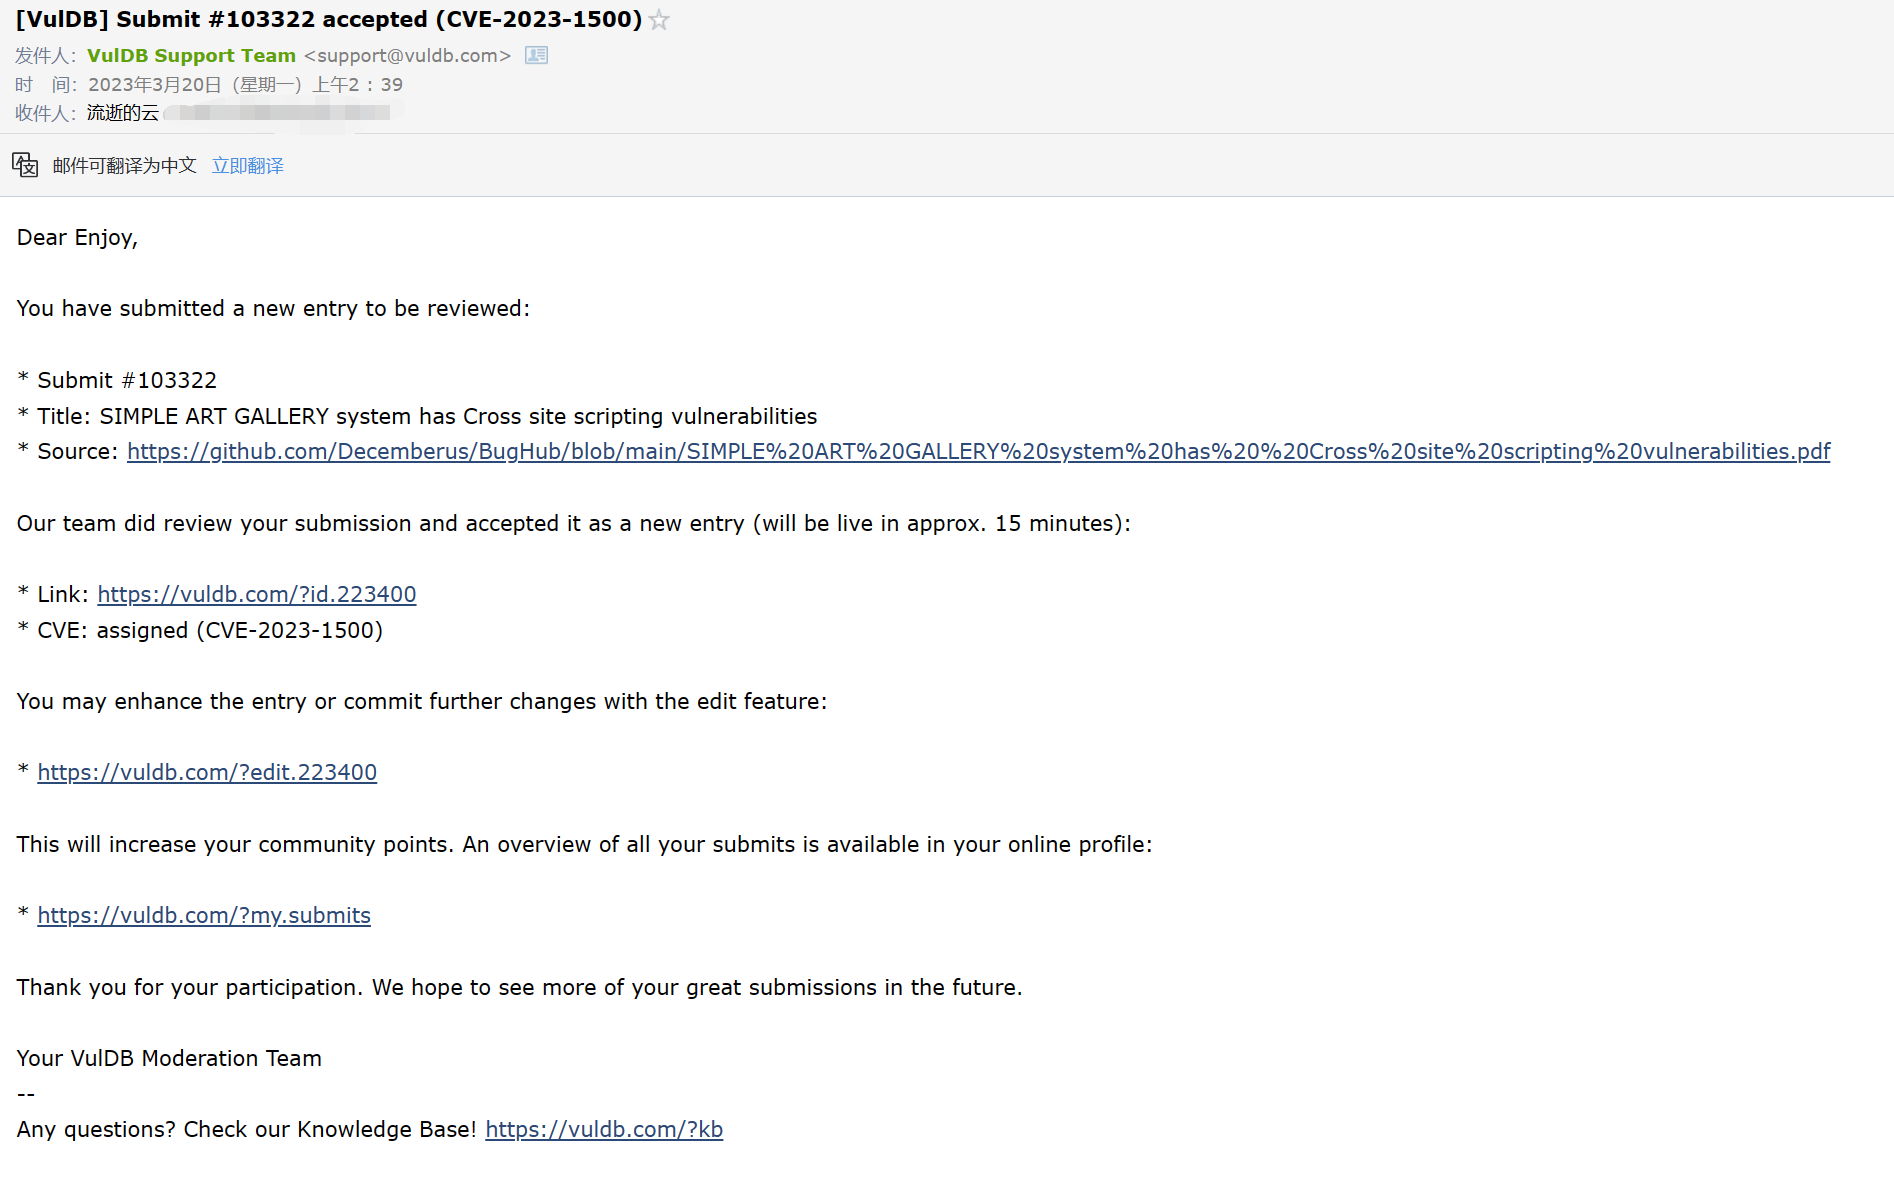 [VulDB] Submit #103322 accepted (CVE-2023-1500)
发件人：VulDB Support Team <support@vuldb.com>
时 间：2023年3月20日（星期一）上午2：39
收件人：流逝的云
邮件可翻译为中文 立即翻译
Dear Enjoy,
You have submitted a new entry to be reviewed:
* Submit #103322
* Title: SIMPLE ART GALLERY system has Cross site scripting vulnerabilities
* Source: https://github.com/Decemberus/BugHub/blob/main/SIMPLE%20ART%20GALLERY%20system%20has%20%20Cross%20site%20scripting%20vulnerabilities.pdf
Our team did review your submission and accepted it as a new entry (will be live in approx. 15 minutes):
* Link: https://vuldb.com/?id.223400
* CVE: assigned (CVE-2023-1500)
You may enhance the entry or commit further changes with the edit feature:
* https://vuldb.com/?edit.223400
This will increase your community points. An overview of all your submits is available in your online profile:
* https://vuldb.com/?my.submits
Thank you for your participation. We hope to see more of your great submissions in the future.
Your VulDB Moderation Team
--
Any questions? Check our Knowledge Base! https://vuldb.com/?kb